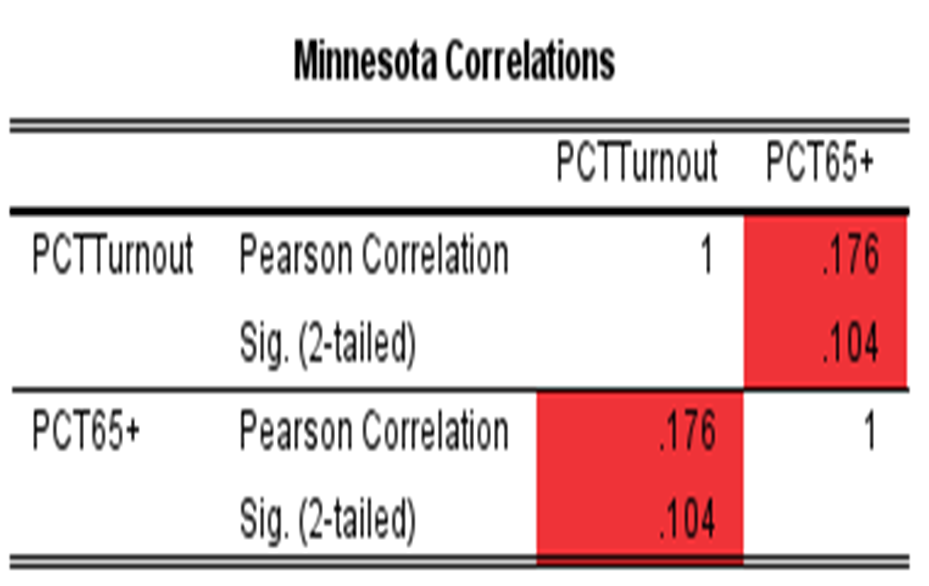 Minnesota Correlations
PCTTurnout PCT65+
PCTTurnout Pearson Correlation 1 .176
Sig. (2-tailed) .104
PCT65+ Pearson Correlation .176 1
Sig. (2-tailed) .104